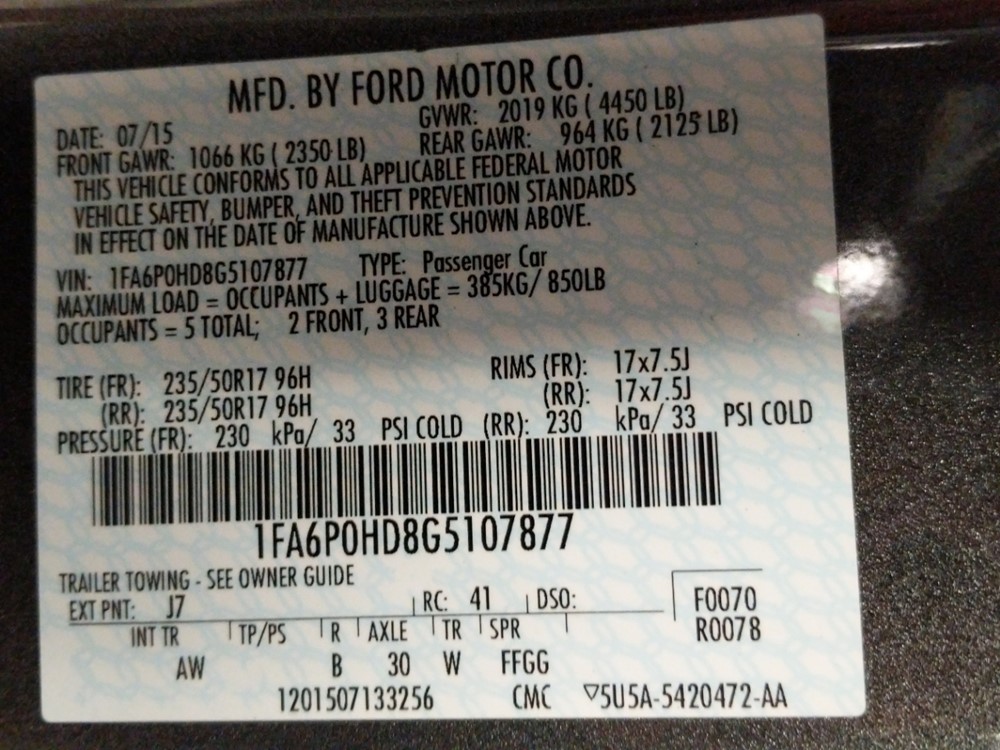 MFD. BY FORD MOTOR CO.
DATE: 07/15 GVWR: 2019 KG ( 4450 LB)
FRONT GAWR: 1066 KG ( 2350 LB) REAR GAWR: 964 KG ( 2125 LB)
THIS VEHICLE CONFORMS TO ALL APPLICABLE FEDERAL MOTOR
VEHICLE SAFETY, BUMPER, AND THEFT PREVENTION STANDARDS
IN EFFECT ON THE DATE OF MANUFACTURE SHOWN ABOVE.
VIN: 1FA6P0HD8G5107877 TYPE: Passenger Car
MAXIMUM LOAD = OCCUPANTS + LUGGAGE = 385KG/ 850LB
OCCUPANTS = 5 TOTAL; 2 FRONT, 3 REAR
TIRE (FR): 235/50R17 96H RIMS (FR): 17x7.5J
(RR): 235/50R17 96H (RR): 17x7.5J
PRESSURE (FR): 230 kPa/ 33 PSI COLD (RR): 230 kPa/ 33 PSI COLD
1FA6P0HD8G5107877
TRAILER TOWING - SEE OWNER GUIDE
EXT PNT: J7 RC: 41 DSO: F0070
INT TR TP/PS R AXLE TR SPR R0078
AW B 30 W FFGG
1201507133256 CMC ▽5U5A-5420472-AA